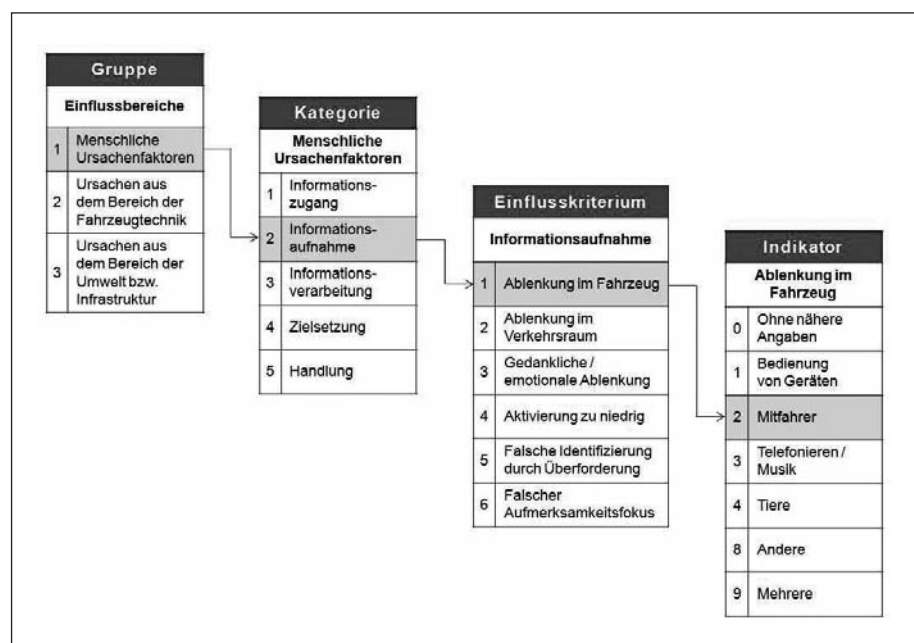 Gruppe
Einflussbereiche
1 Menschliche
Ursachenfaktoren
2 Ursachen aus
dem Bereich der
Fahrzeugtechnik
3 Ursachen aus
dem Bereich der
Umwelt bzw.
Infrastruktur
Kategorie
Menschliche
Ursachenfaktoren
1 Informations-
zugang
2 Informations-
aufnahme
3 Informations-
verarbeitung
4 Zielsetzung
5 Handlung
Einflusskriterium
Informationsaufnahme
1 Ablenkung im Fahrzeug
2 Ablenkung im
Verkehrsraum
3 Gedankliche /
emotionale Ablenkung
4 Aktivierung zu niedrig
5 Falsche Identifizierung
durch Überforderung
6 Falscher
Aufmerksamkeitsfokus
Indikator
Ablenkung im
Fahrzeug
0 Ohne nähere
Angaben
1 Bedienung
von Geräten
2 Mitfahrer
3 Telefonieren /
Musik
4 Tiere
8 Andere
9 Mehrere